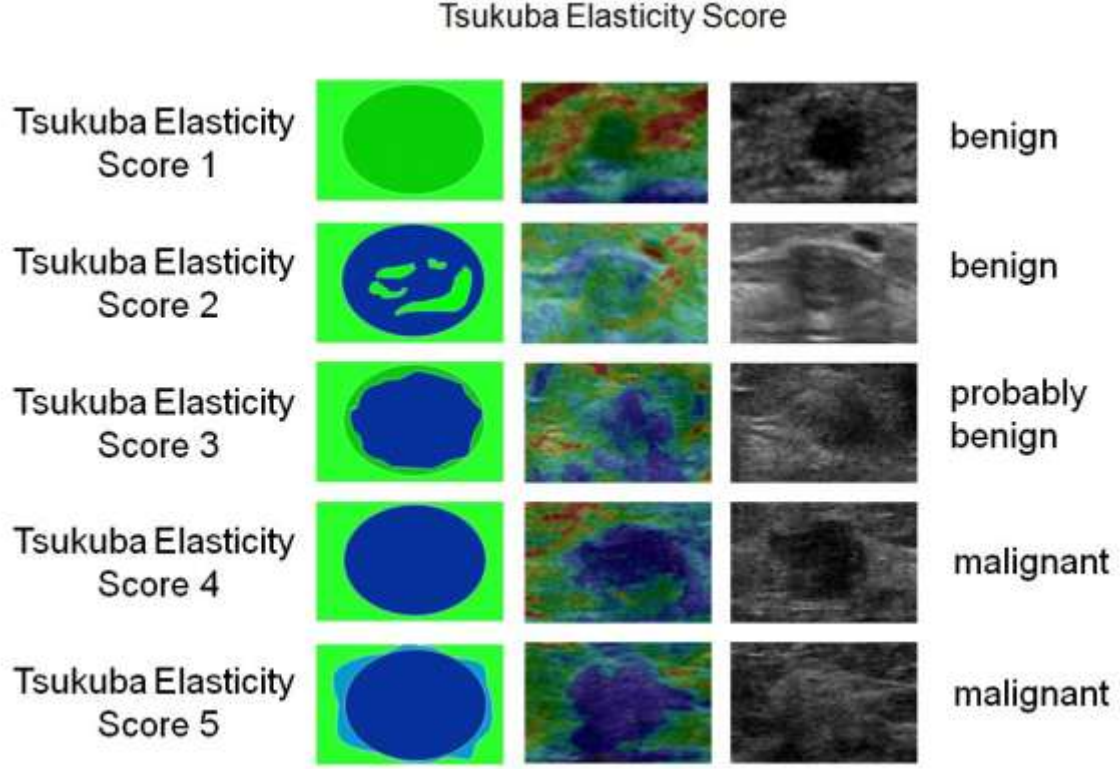 Tsukuba Elasticity Score
Tsukuba Elasticity
Score 1
benign
Tsukuba Elasticity
Score 2
benign
Tsukuba Elasticity
Score 3
probably
benign
Tsukuba Elasticity
Score 4
malignant
Tsukuba Elasticity
Score 5
malignant